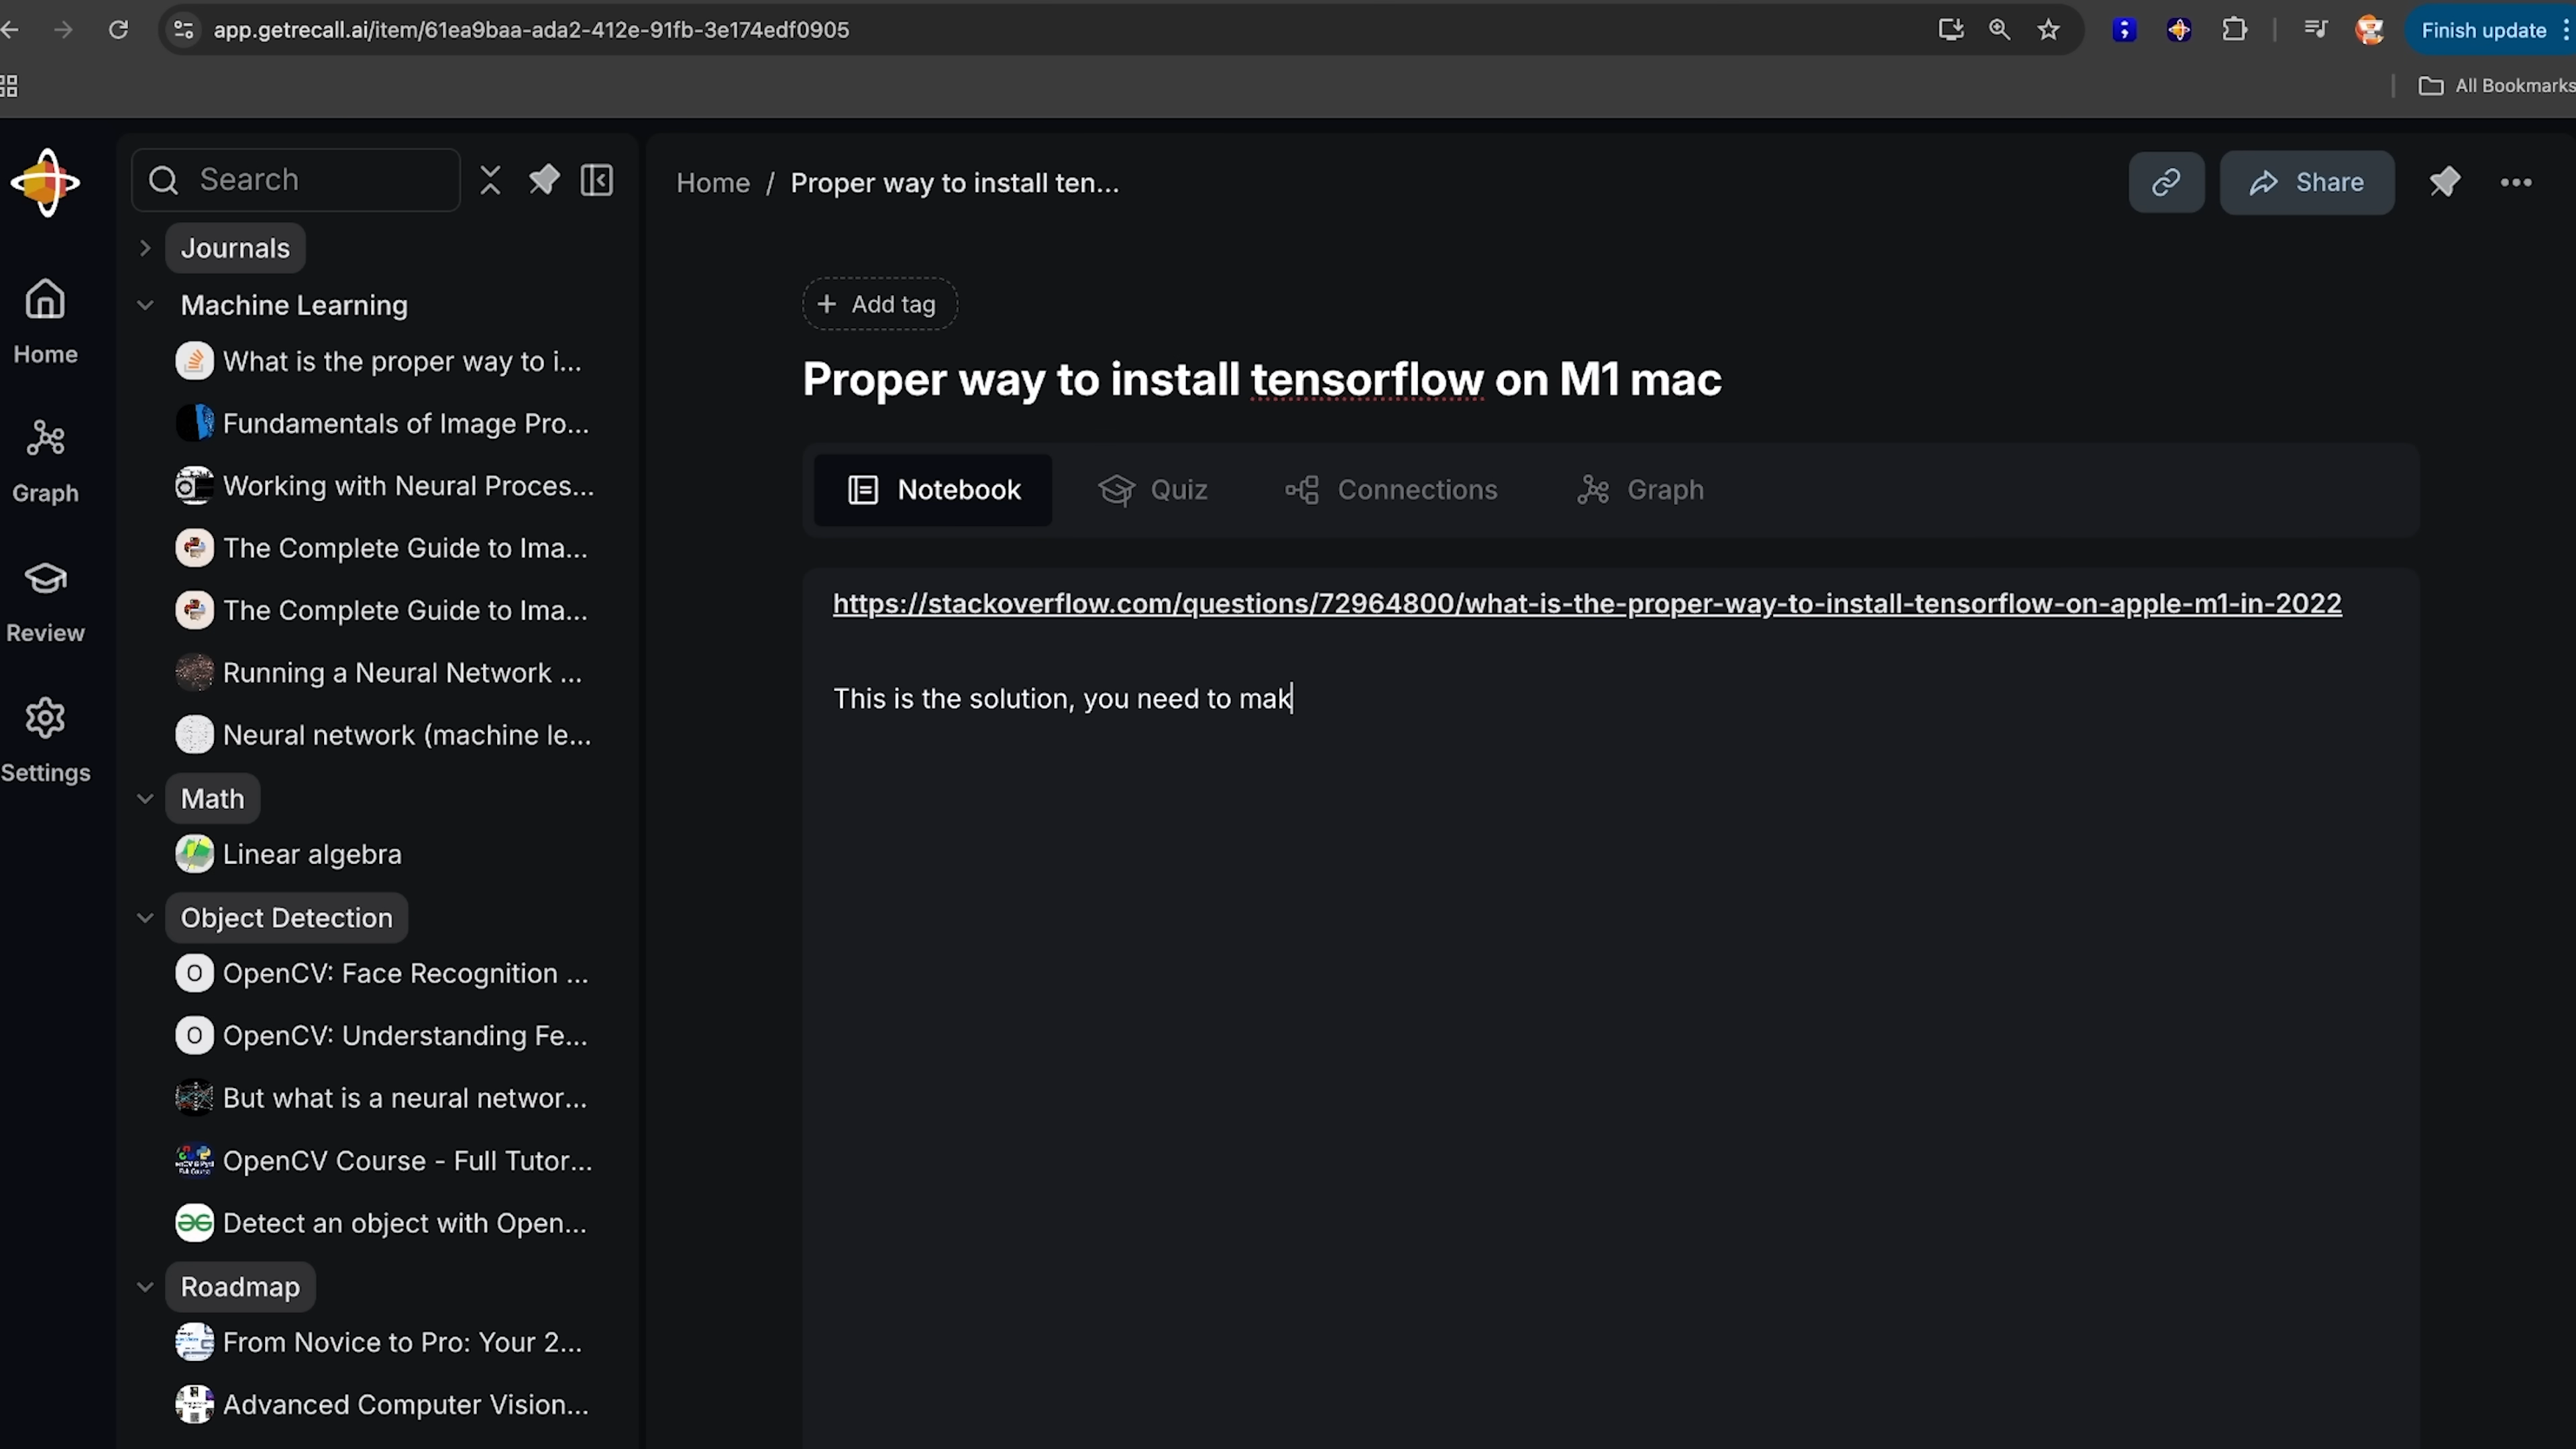 app.getrecall.ai/item/61ea9baa-ada2-412e-91fb-3e174edf0905
Finish update
All Bookmarks
Search
Home / Proper way to install ten...
Share
Journals
Machine Learning
What is the proper way to i...
Fundamentals of Image Pro...
Working with Neural Proces...
The Complete Guide to Ima...
The Complete Guide to Ima...
Running a Neural Network ...
Neural network (machine le...
Math
Linear algebra
Object Detection
O OpenCV: Face Recognition ...
O OpenCV: Understanding Fe...
But what is a neural networ...
OpenCV Course - Full Tutor...
Detect an object with Open...
Roadmap
From Novice to Pro: Your 2...
Advanced Computer Vision...
Home
Graph
Review
Settings
+ Add tag
Proper way to install tensorflow on M1 mac
Notebook
Quiz
Connections
Graph
https://stackoverflow.com/questions/72964800/what-is-the-proper-way-to-install-tensorflow-on-apple-m1-in-2022
This is the solution, you need to mak